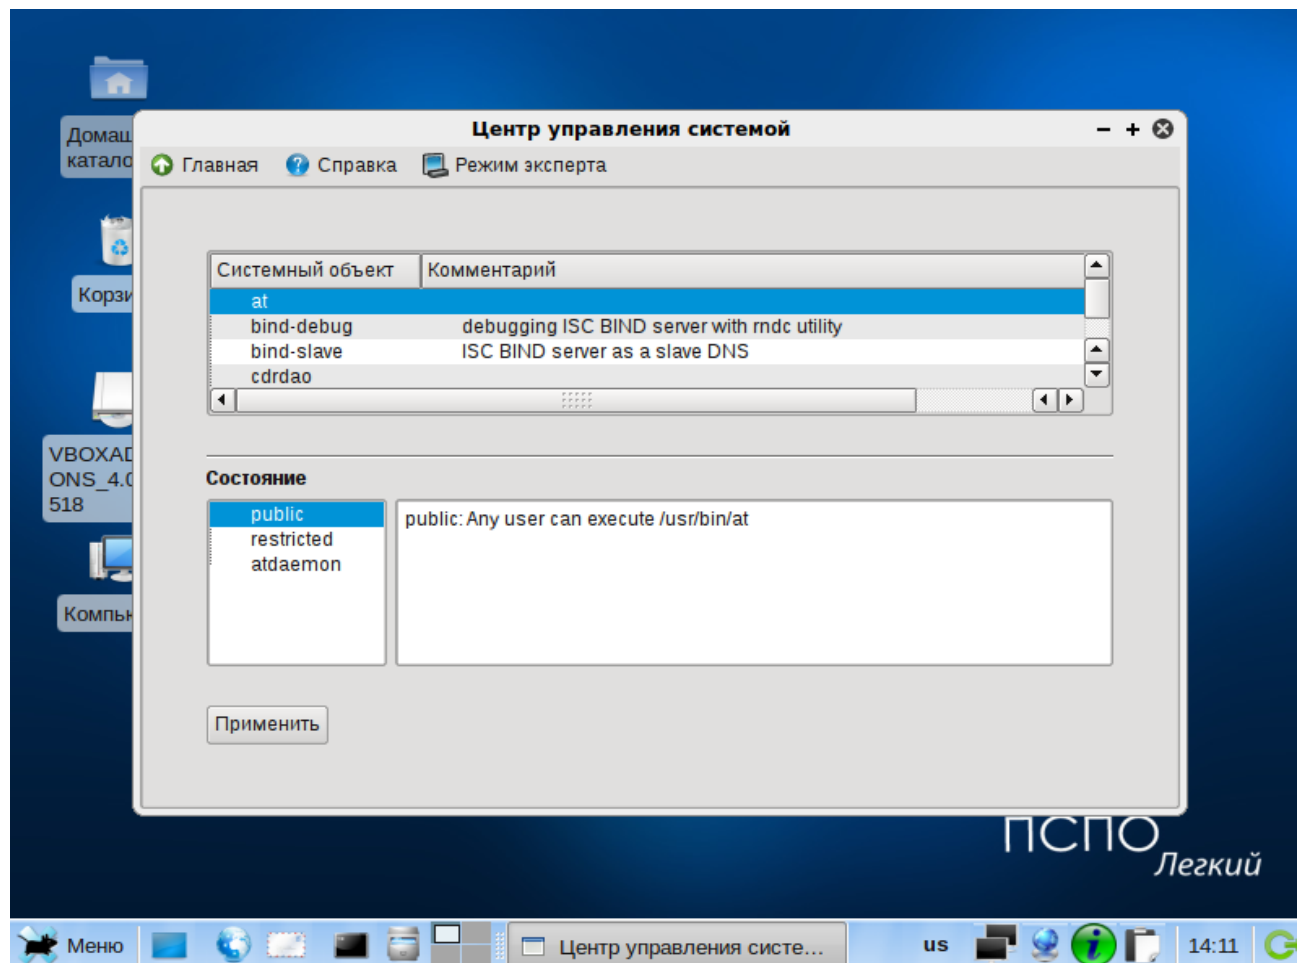 Центр управления системой
Главная Справка Режим эксперта
Системный объект Комментарий
at
bind-debug debugging ISC BIND server with rndc utility
bind-slave ISC BIND server as a slave DNS
cdrdao
Состояние
public
restricted
atdaemon
public: Any user can execute /usr/bin/at
Применить
Домаш
катало
Корзи
VBOXAD
ONS_4.0
518
Компьк
ПСПО
Легкий
Меню Центр управления систе... us 14:11